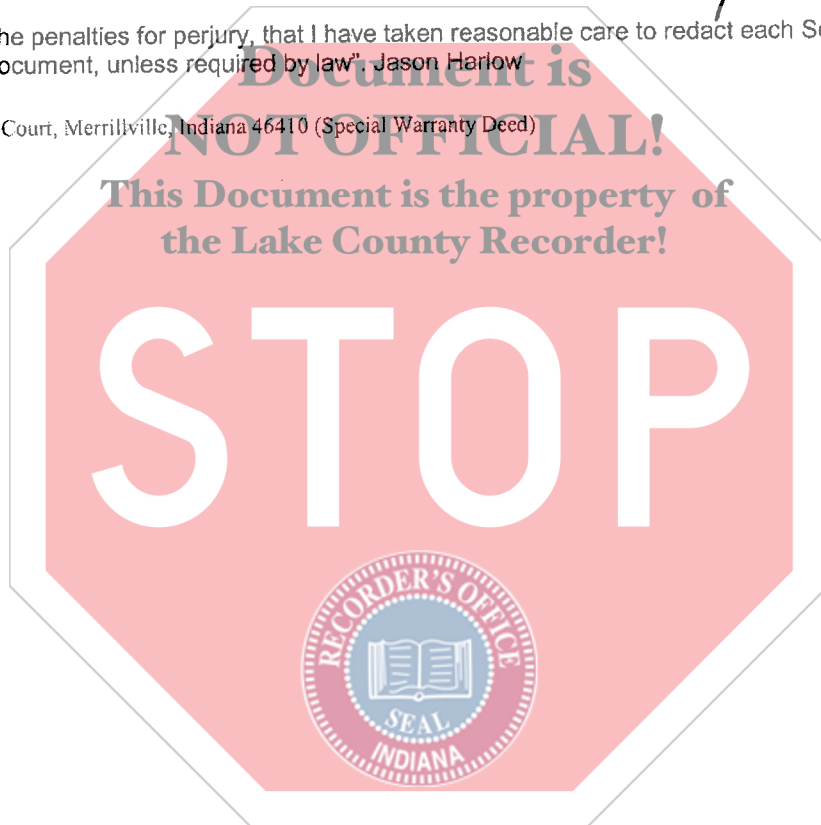 he penalties for perjury, that I have taken reasonable care to redact each S
ocument, unless required by law". Jason Harlow
Document is
Court, Merrillville, Indiana 46410 (Special Warranty Deed)
NOT OFFICIAL!
This Document is the property of
the Lake County Recorder!
STOP
RECORDER'S OFFICE
SEAL
INDIANA